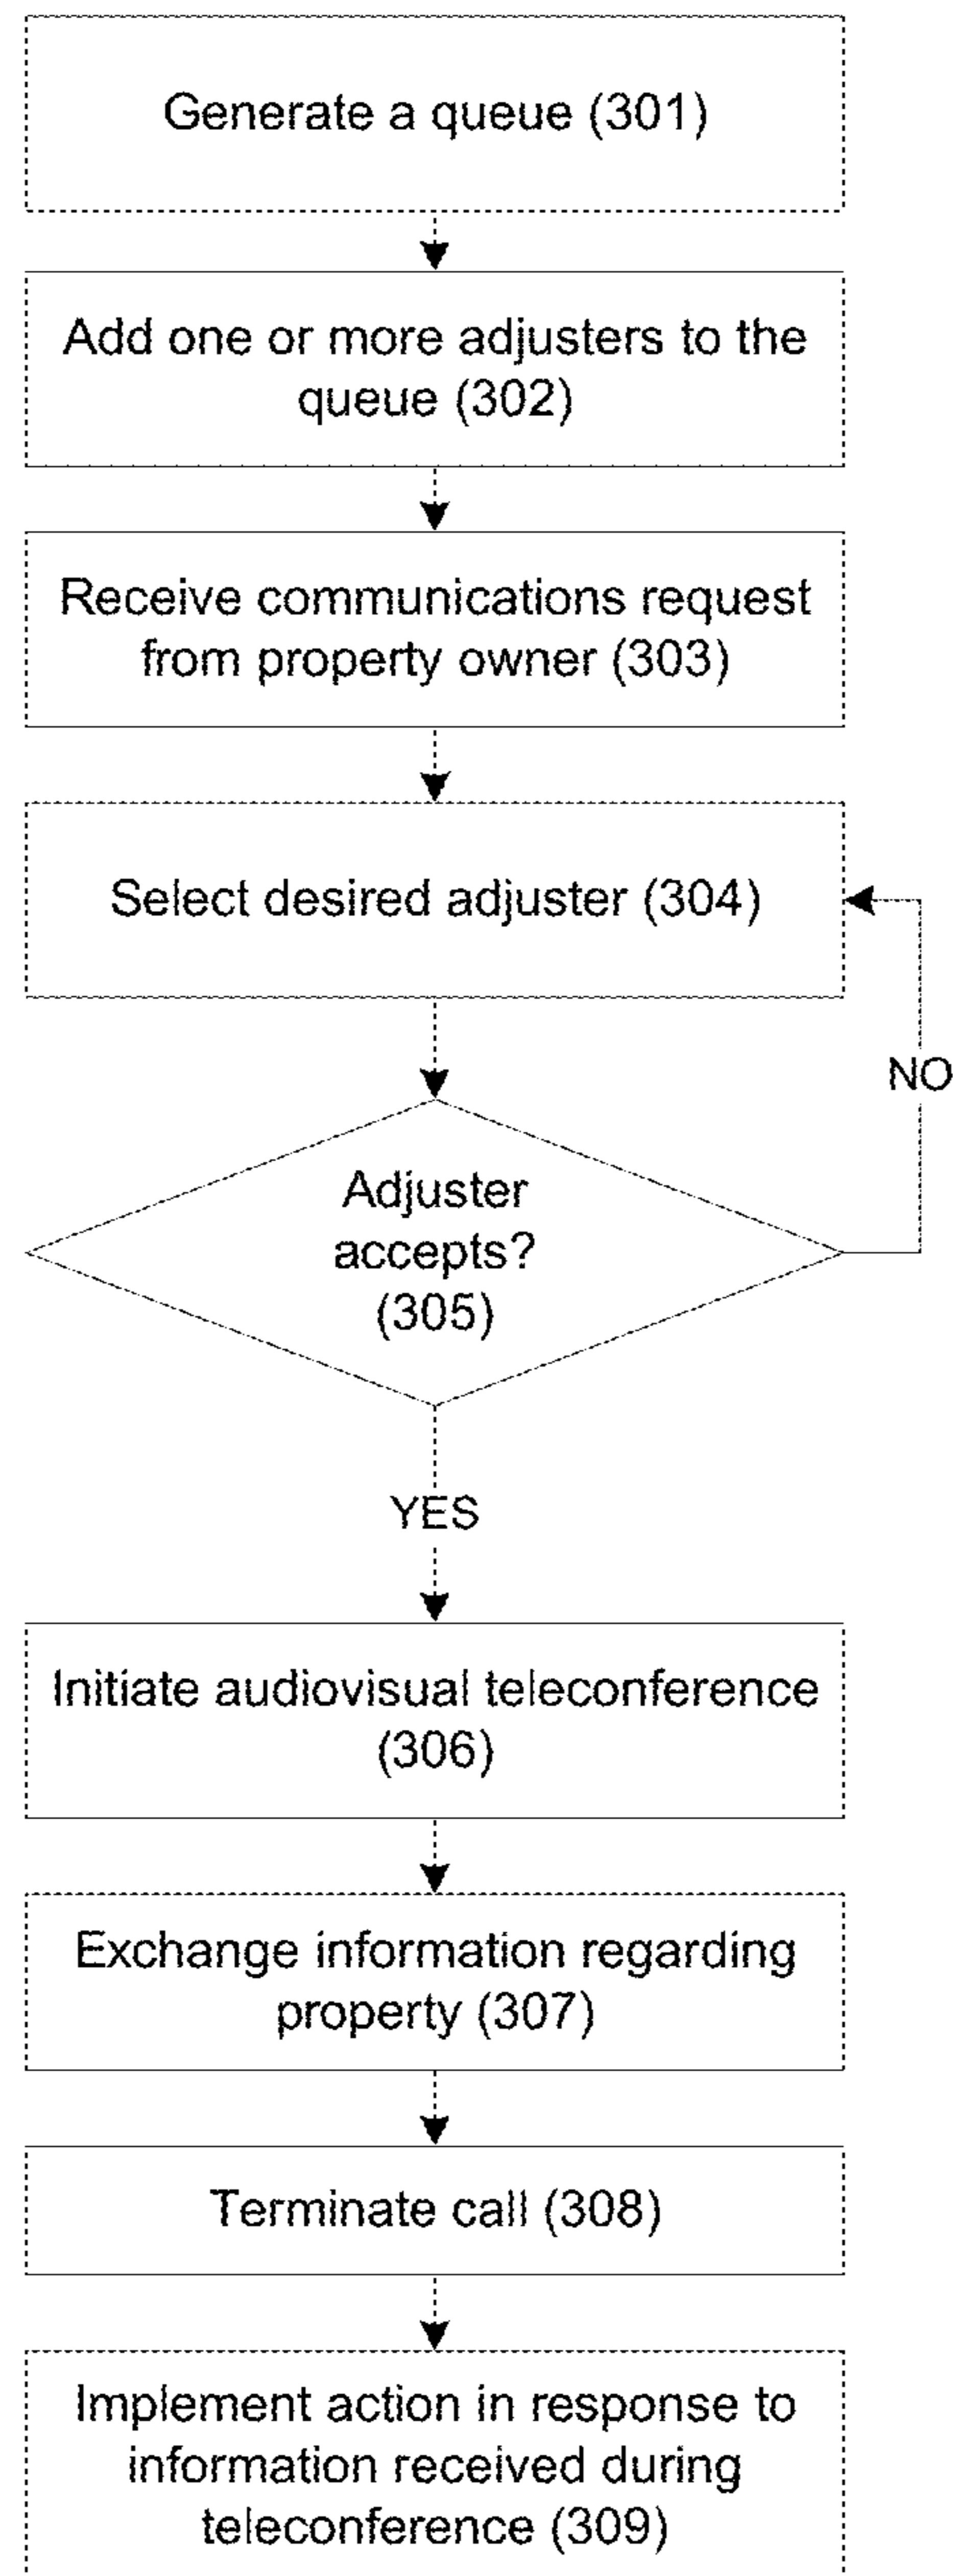 Generate a queue (301)
Add one or more adjusters to the
queue (302)
Receive communications request
from property owner (303)
Select desired adjuster (304)
NO
Adjuster
accepts?
(305)
YES
Initiate audiovisual teleconference
(306)
Exchange information regarding
property (307)
Terminate call (308)
Implement action in response to
information received during
teleconference (309)